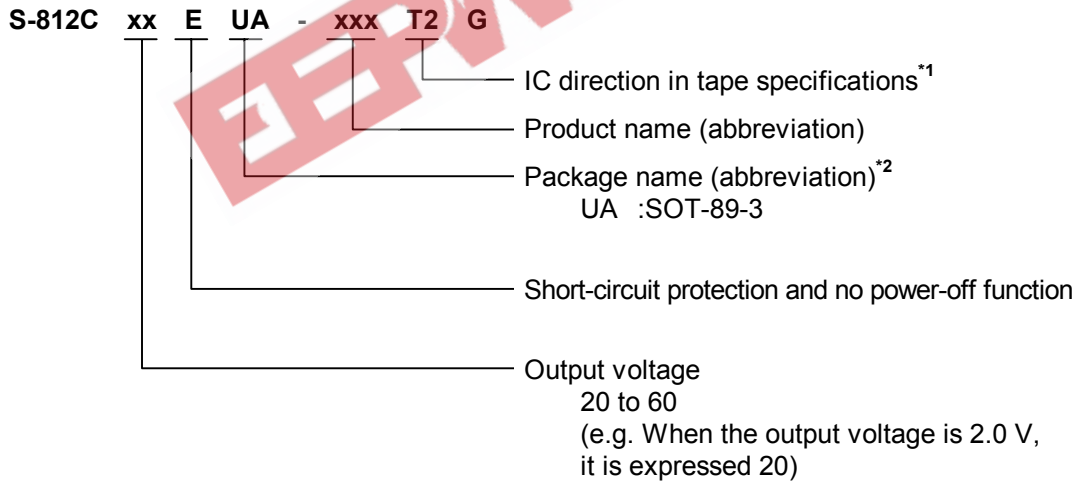 S-812C xx E UA - xxx T2 G
IC direction in tape specifications*1
Product name (abbreviation)
Package name (abbreviation)*2
UA :SOT-89-3
Short-circuit protection and no power-off function
Output voltage
20 to 60
(e.g. When the output voltage is 2.0 V,
it is expressed 20)